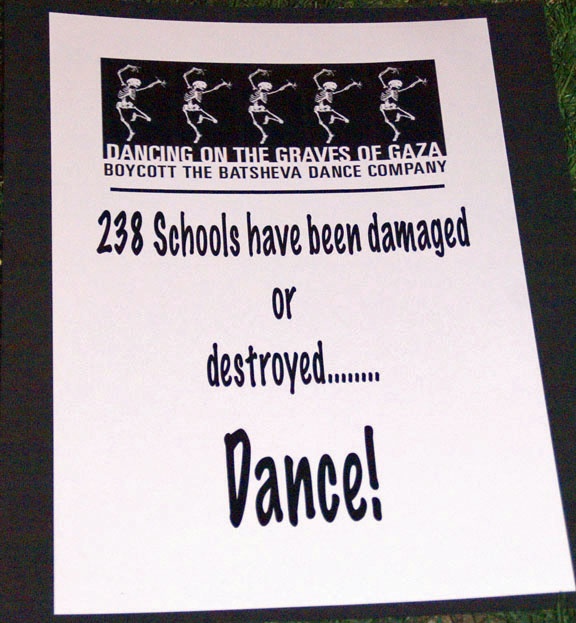 DANCING ON THE GRAVES OF GAZA
BOYCOTT THE BATSHEVA DANCE COMPANY
238 Schools have been damaged
or
destroyed........
Dance!